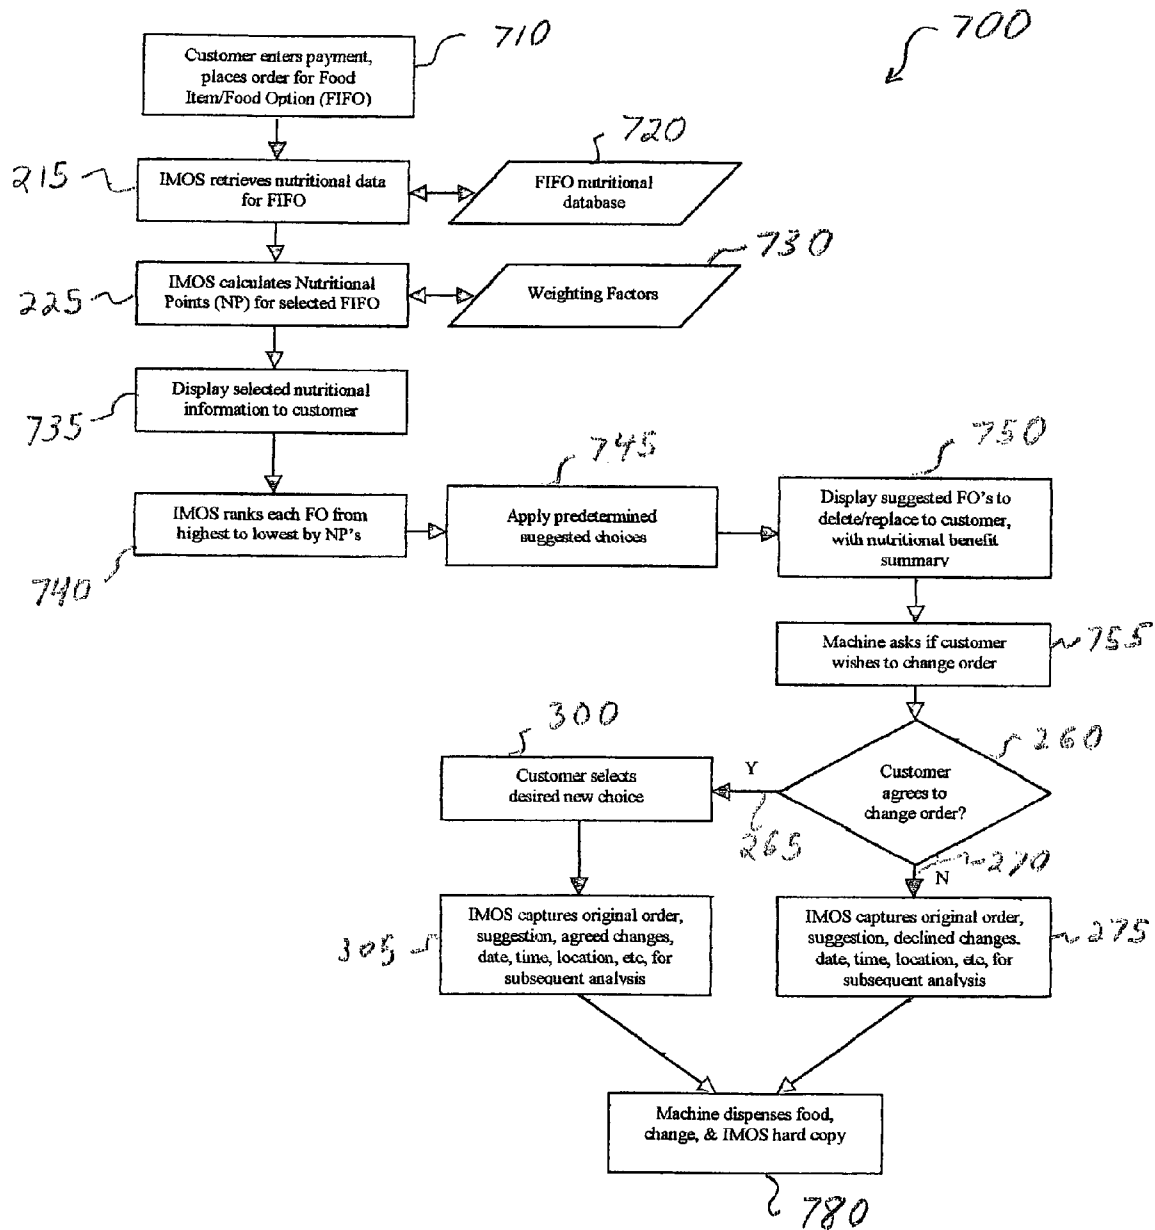 710
700
Customer enters payment,
places order for Food
Item/Food Option (FIFO)
720
215
IMOS retrieves nutritional data
for FIFO
FIFO nutritional
database
730
225
IMOS calculates Nutritional
Points (NP) for selected FIFO
Weighting Factors
735
Display selected nutritional
information to customer
745
750
740
IMOS ranks each FO from
highest to lowest by NP's
Apply predetermined
suggested choices
Display suggested FO's to
delete/replace to customer,
with nutritional benefit
summary
Machine asks if customer
wishes to change order
755
300
260
Customer selects
desired new choice
Y
265
Customer
agrees to
change order?
270
N
305
IMOS captures original order,
suggestion, agreed changes,
date, time, location, etc, for
subsequent analysis
IMOS captures original order,
suggestion, declined changes.
date, time, location, etc, for
subsequent analysis
275
Machine dispenses food,
change, & IMOS hard copy
780